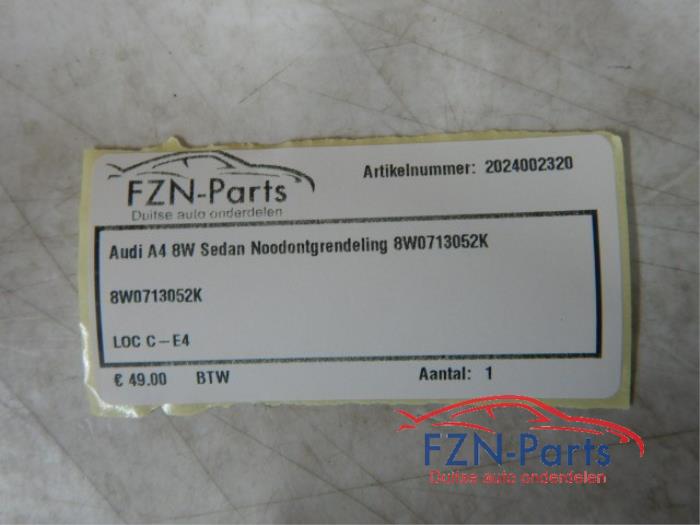 FZN-Parts
Duitse auto onderdelen
Artikelnummer: 2024002320
Audi A4 8W Sedan Noodontgrendeling 8W0713052K
8W0713052K
LOC C-E4
€ 49.00 BTW Aantal: 1
FZN-Parts
Duitse auto onderdelen